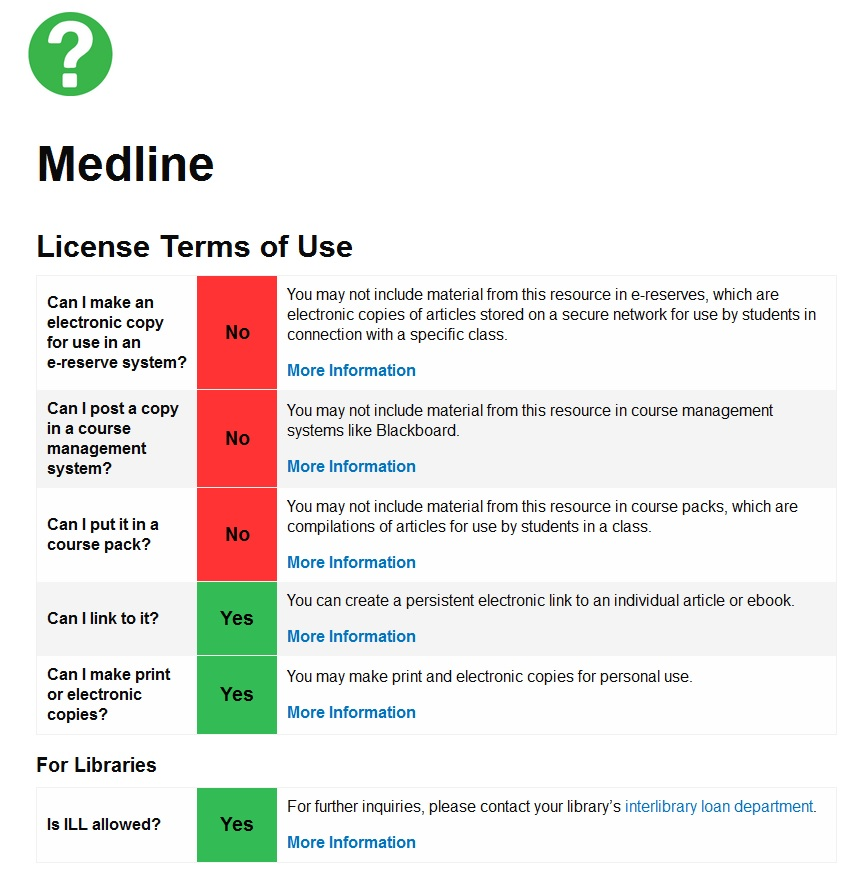 ?
Medline
License Terms of Use
Can I make an
electronic copy
for use in an
e-reserve system?
No
You may not include material from this resource in e-reserves, which are
electronic copies of articles stored on a secure network for use by students in
connection with a specific class.
More Information
Can I post a copy
in a course
management
system?
No
You may not include material from this resource in course management
systems like Blackboard.
More Information
Can I put it in a
course pack?
No
You may not include material from this resource in course packs, which are
compilations of articles for use by students in a class.
More Information
Can I link to it?
Yes
You can create a persistent electronic link to an individual article or ebook.
More Information
Can I make print
or electronic
copies?
Yes
You may make print and electronic copies for personal use.
More Information
For Libraries
Is ILL allowed?
Yes
For further inquiries, please contact your library’s interlibrary loan department.
More Information